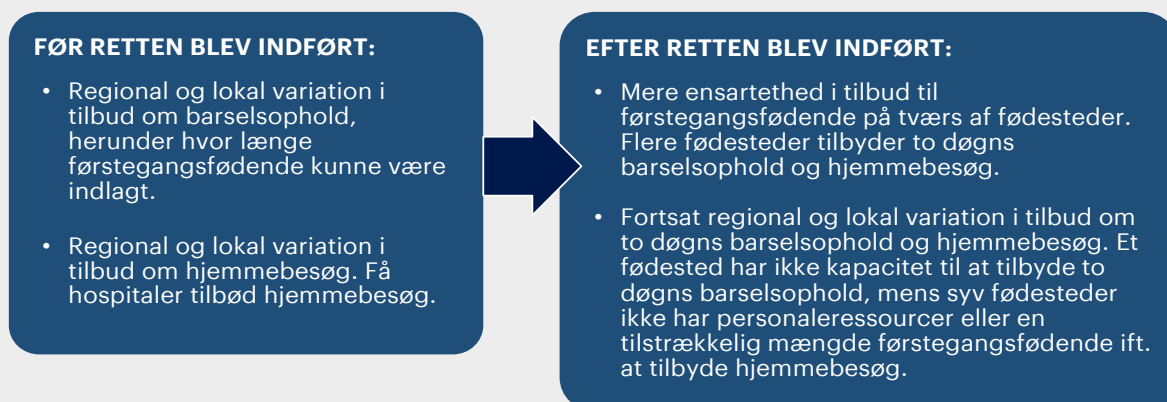 FØR RETTEN BLEV INDFØRT:
• Regional og lokal variation i
tilbud om barselsophold,
herunder hvor længe
førstegangsfødende kunne være
indlagt.
• Regional og lokal variation i
tilbud om hjemmebesøg. Få
hospitaler tilbød hjemmebesøg.
EFTER RETTEN BLEV INDFØRT:
• Mere ensartethed i tilbud til
førstegangsfødende på tværs af fødesteder.
Flere fødesteder tilbyder to døgns
barselsophold og hjemmebesøg.
• Fortsat regional og lokal variation i tilbud om
to døgns barselsophold og hjemmebesøg. Et
fødested har ikke kapacitet til at tilbyde to
døgns barselsophold, mens syv fødesteder
ikke har personaleressourcer eller en
tilstrækkelig mængde førstegangsfødende ift.
at tilbyde hjemmebesøg.